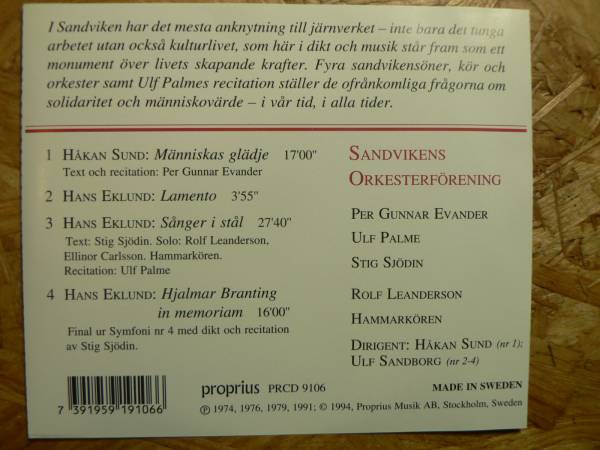 I Sandviken har det mesta anknytning till järnverket – inte bara det tunga
arbetet utan också kulturlivet, som här i dikt och musik står fram som ett
monument över livets skapande krafter. Fyra sandvikensöner, kör och
orkester samt Ulf Palmes recitation ställer de ofrånkomliga frågorna om
solidaritet och människovärde – i vår tid, i alla tider.
1 HÅKAN SUND: Människas glädje 17'00"
Text och recitation: Per Gunnar Evander
2 HANS EKLUND: Lamento 3'55"
3 HANS EKLUND: Sånger i stål 27'40"
Text: Stig Sjödin. Solo: Rolf Leanderson,
Ellinor Carlsson. Hammarkören.
Recitation: Ulf Palme
4 HANS EKLUND: Hjalmar Branting
in memoriam 16'00"
Final ur Symfoni nr 4 med dikt och recitation
av Stig Sjödin.
SANDVIKENS
ORKESTERFÖRENING
PER GUNNAR EVANDER
ULF PALME
STIG SJÖDIN
ROLF LEANDERSON
HAMMARKÖREN
DIRIGENT: HÅKAN SUND (nr 1);
ULF SANDBORG (nr 2-4)
7 391959 191066
proprius PRCD 9106
MADE IN SWEDEN
℗ 1974, 1976, 1979, 1991; © 1994, Proprius Musik AB, Stockholm, Sweden